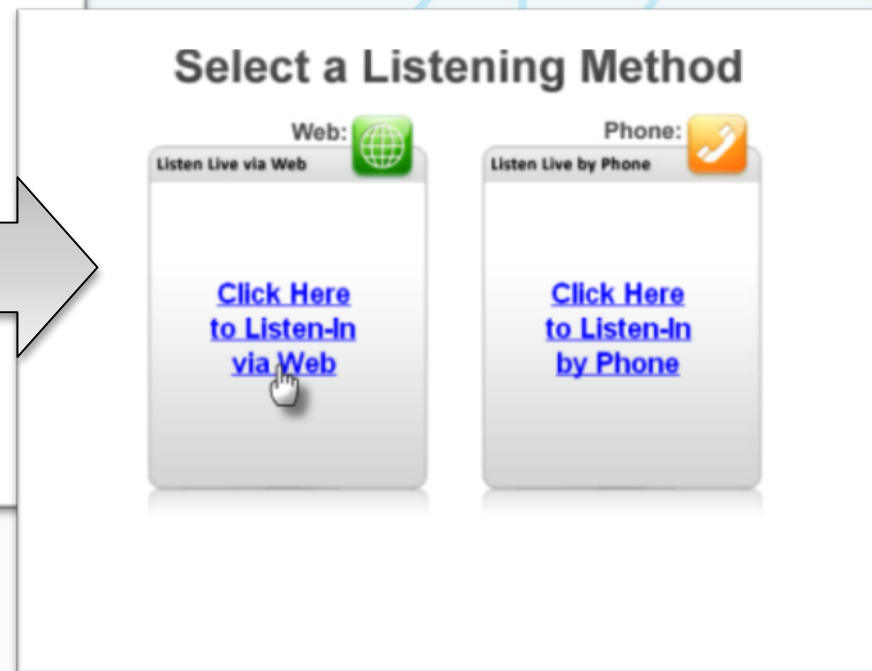 Select a Listening Method
Web:
Listen Live via Web
Click Here
to Listen-In
via Web
Phone:
Listen Live by Phone
Click Here
to Listen-In
by Phone